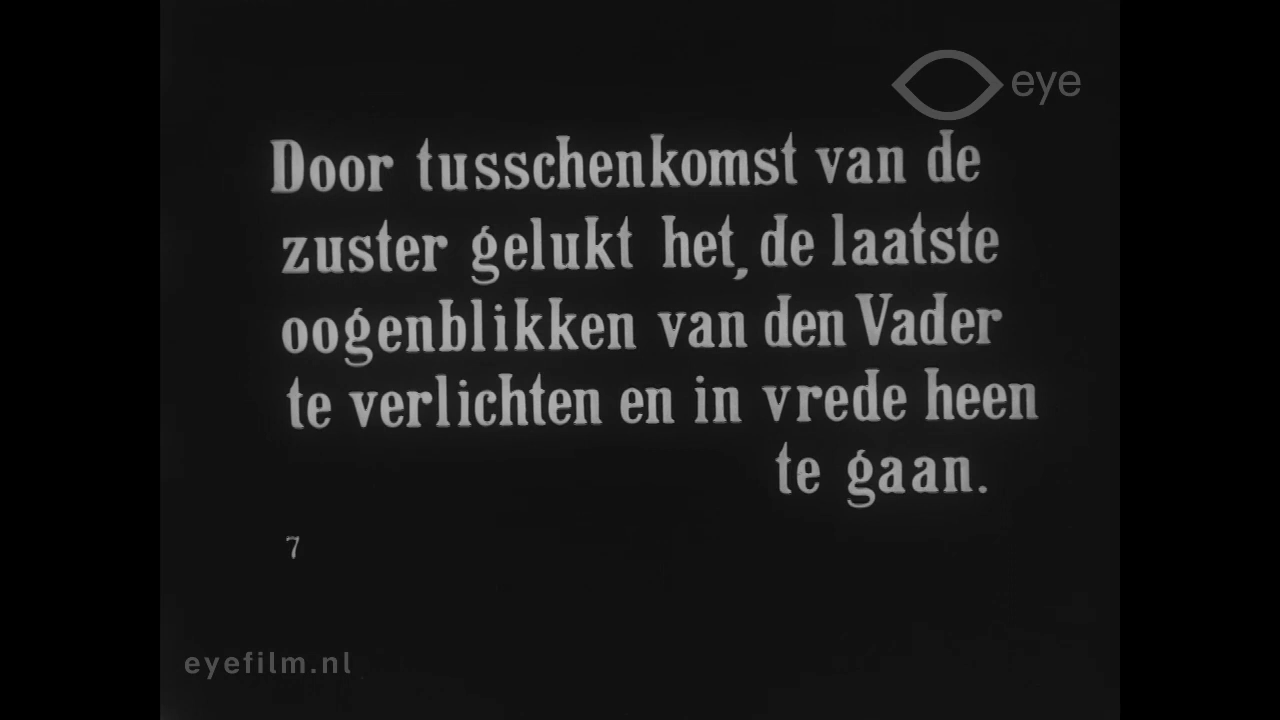 eye
Door tusschenkomst van de
zuster gelukt het, de laatste
oogenblikken van den Vader
te verlichten en in vrede heen
te gaan.
7
eyefilm.nl